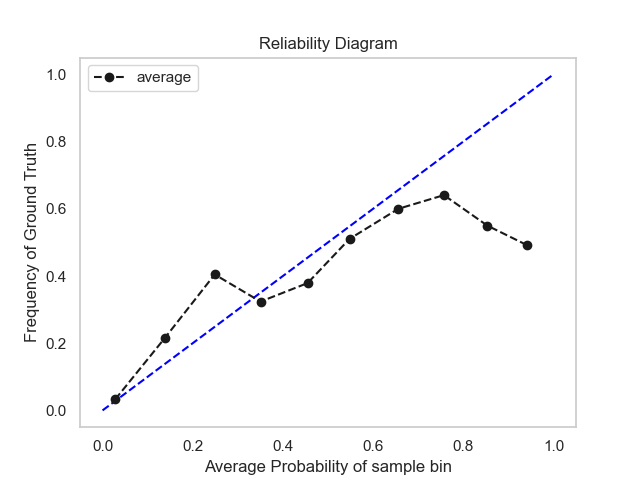 Reliability Diagram
average
Frequency of Ground Truth
1.0
0.8
0.6
0.4
0.2
0.0
0.0 0.2 0.4 0.6 0.8 1.0
Average Probability of sample bin